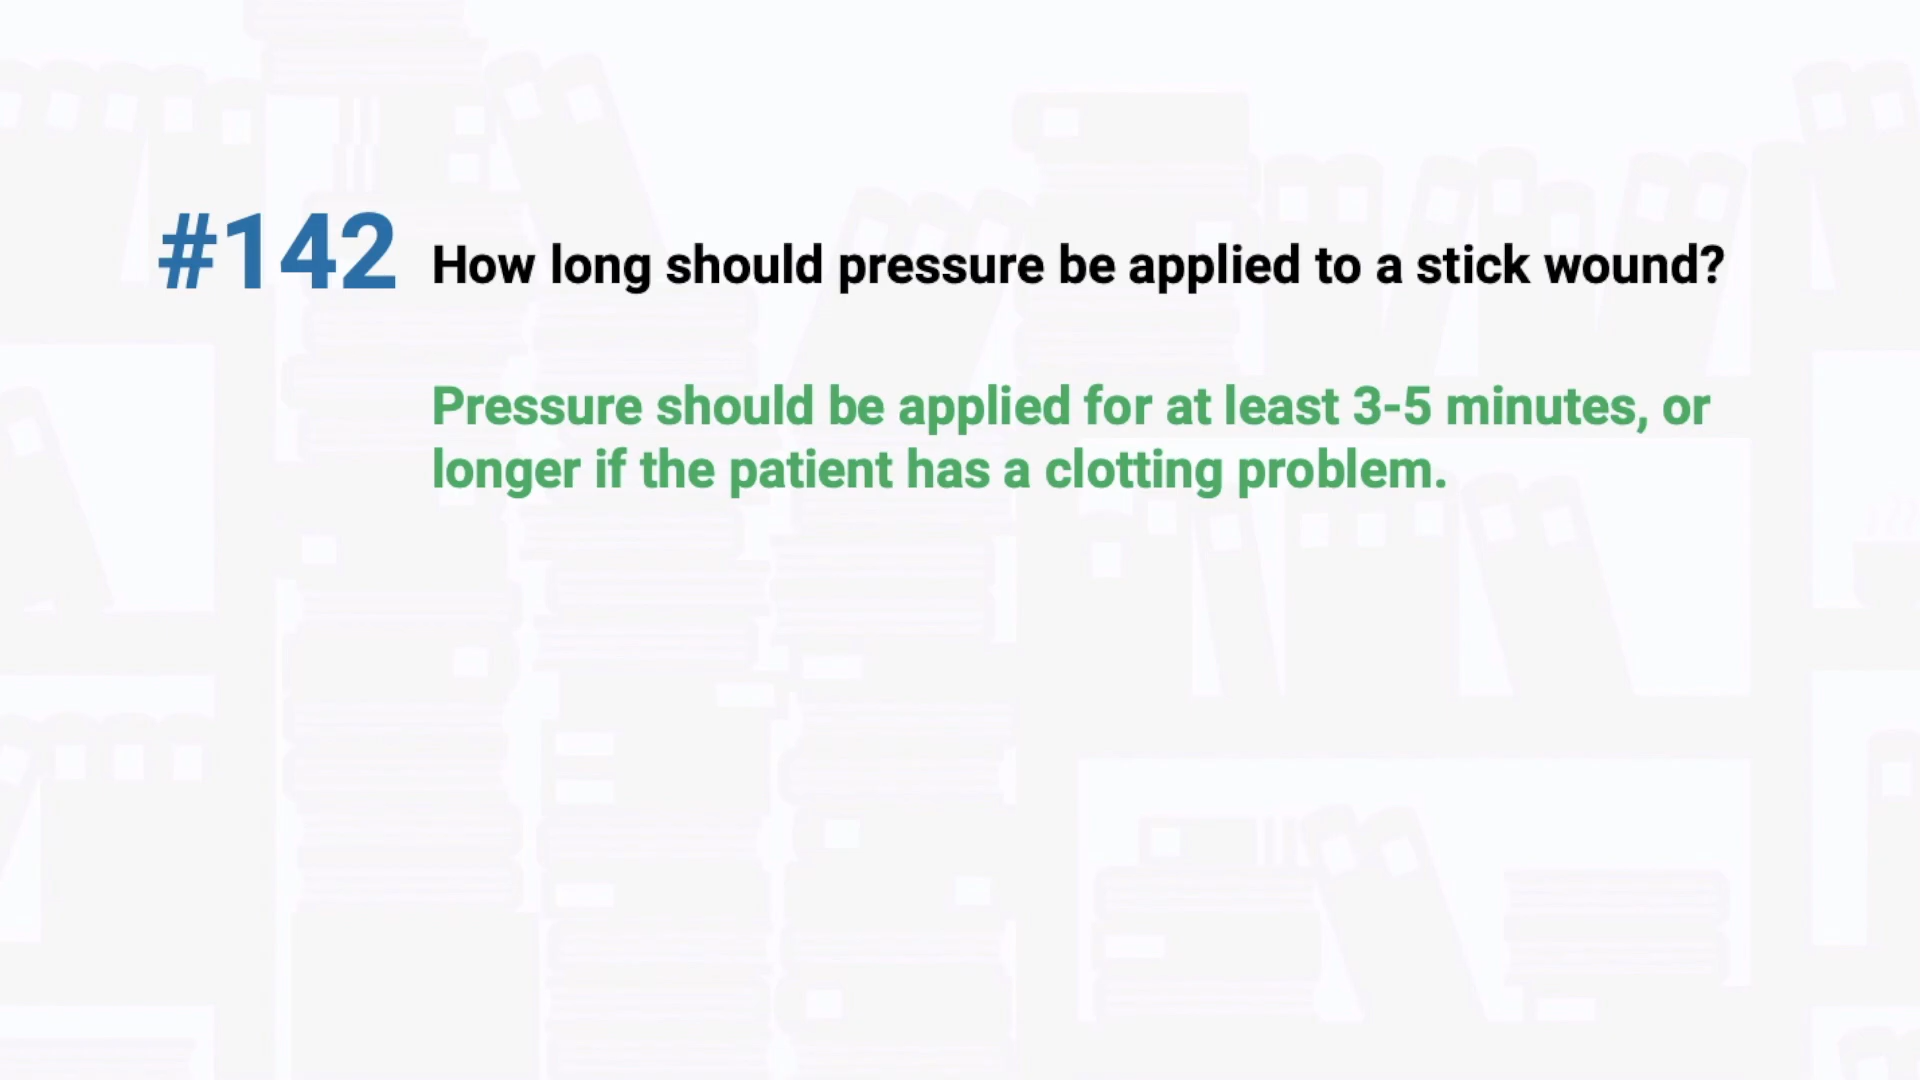 #142 How long should pressure be applied to a stick wound?
Pressure should be applied for at least 3-5 minutes, or
longer if the patient has a clotting problem.